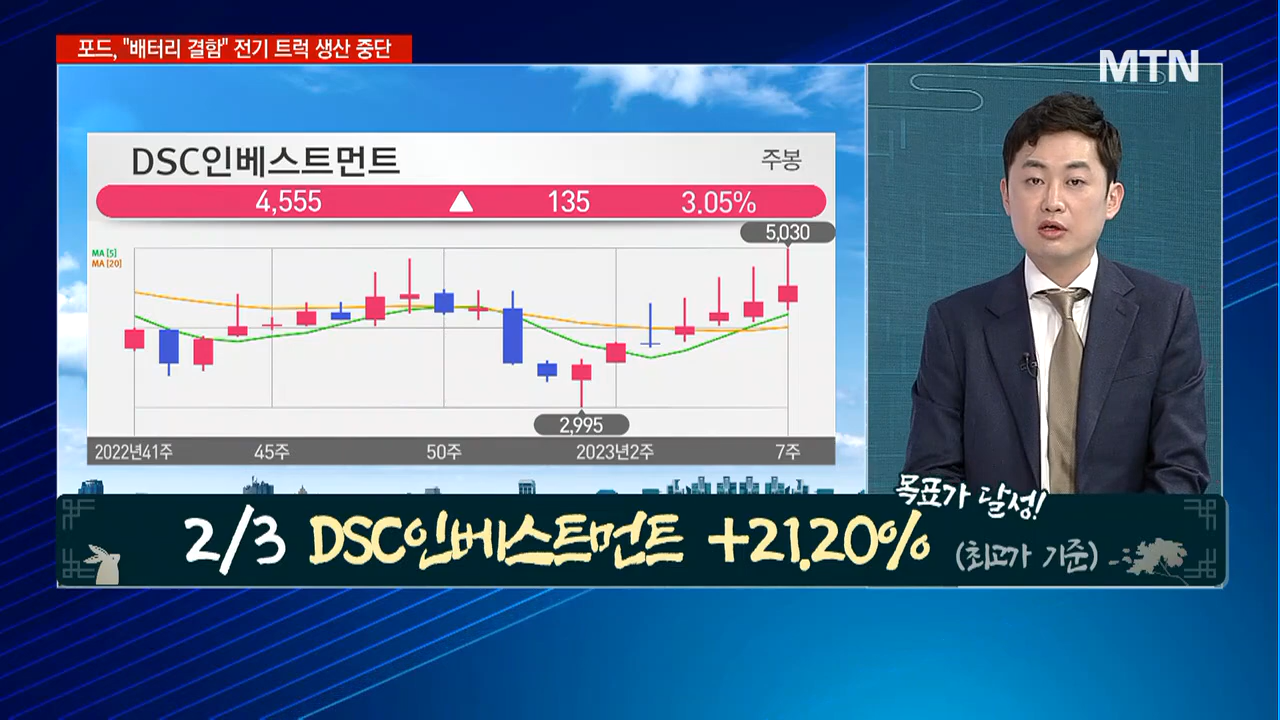 포드, "배터리 결함" 전기 트럭 생산 중단
MTN
DSC인베스트먼트
주봉
4,555 ▲ 135 3.05%
5,030
MA [5]
MA [20]
2,995
2022년41주 45주 50주 2023년2주 7주
목표가 달성!
2/3 DSC인베스트먼트 +21.20% (최고가 기준)